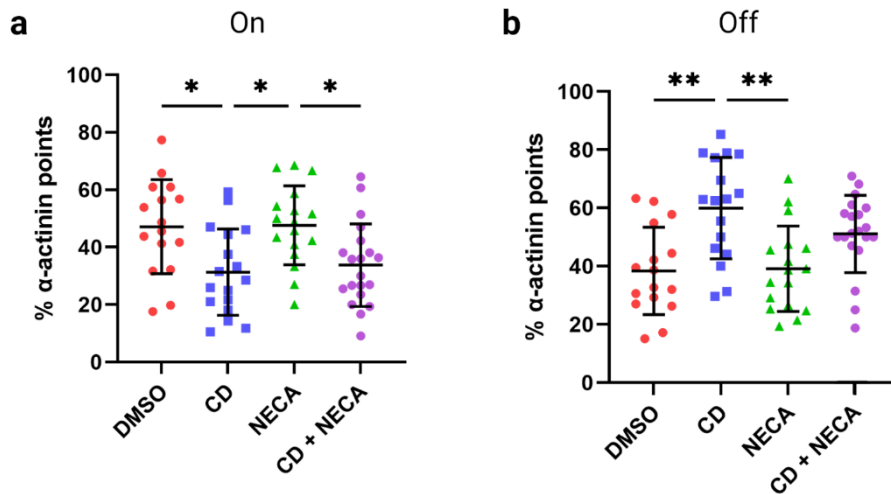 a On
% α-actinin points
100
80
60
40
20
0
* * *
DMSO
CD
NECA
CD + NECA
b Off
% α-actinin points
100
80
60
40
20
0
** **
DMSO
CD
NECA
CD + NECA